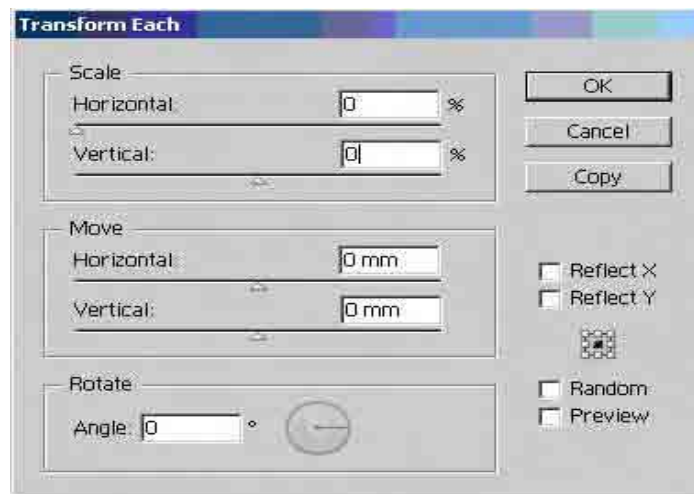 Transform Each
Scale
Horizontal: 0 %
Vertical: 0 %
Move
Horizontal: 0 mm
Vertical: 0 mm
Rotate
Angle: 0 °
OK
Cancel
Copy
Reflect X
Reflect Y
Random
Preview